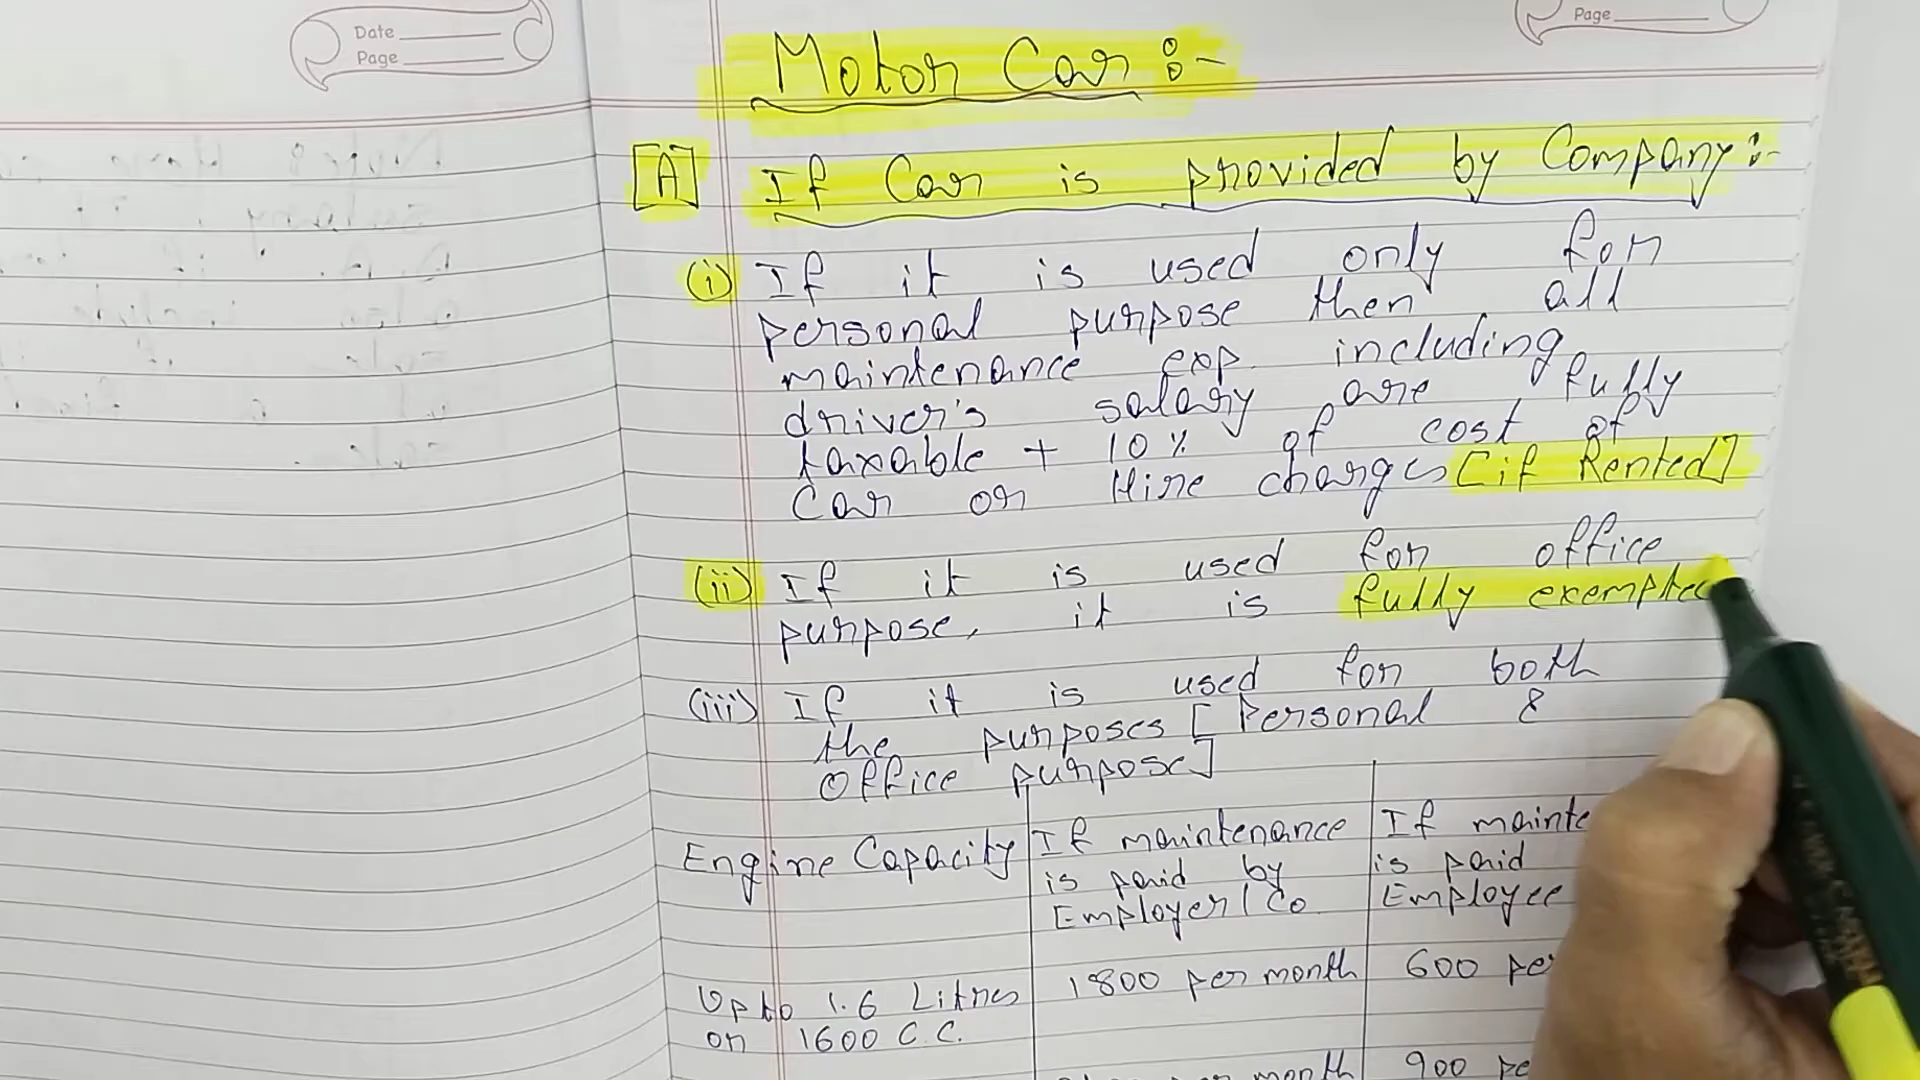 Date
Page
Page
Motor Car :-
[A] If Car is provided by Company :-
(i) If it is used only for
personal purpose then all
maintenance exp. including
driver's salary are fully
taxable + 10% of cost of
Car or Hire charges [if Rented]
(ii) If it is used for office
purpose, it is fully exempted
(iii) If it is used for both
the purposes [Personal &
Office purpose]
Engine Capacity
If maintenance
is paid by
Employer/Co.
If mainte
is paid
Employee
Upto 1.6 Litres
or 1600 C.C.
1800 per month
600 pe
month
900 pe